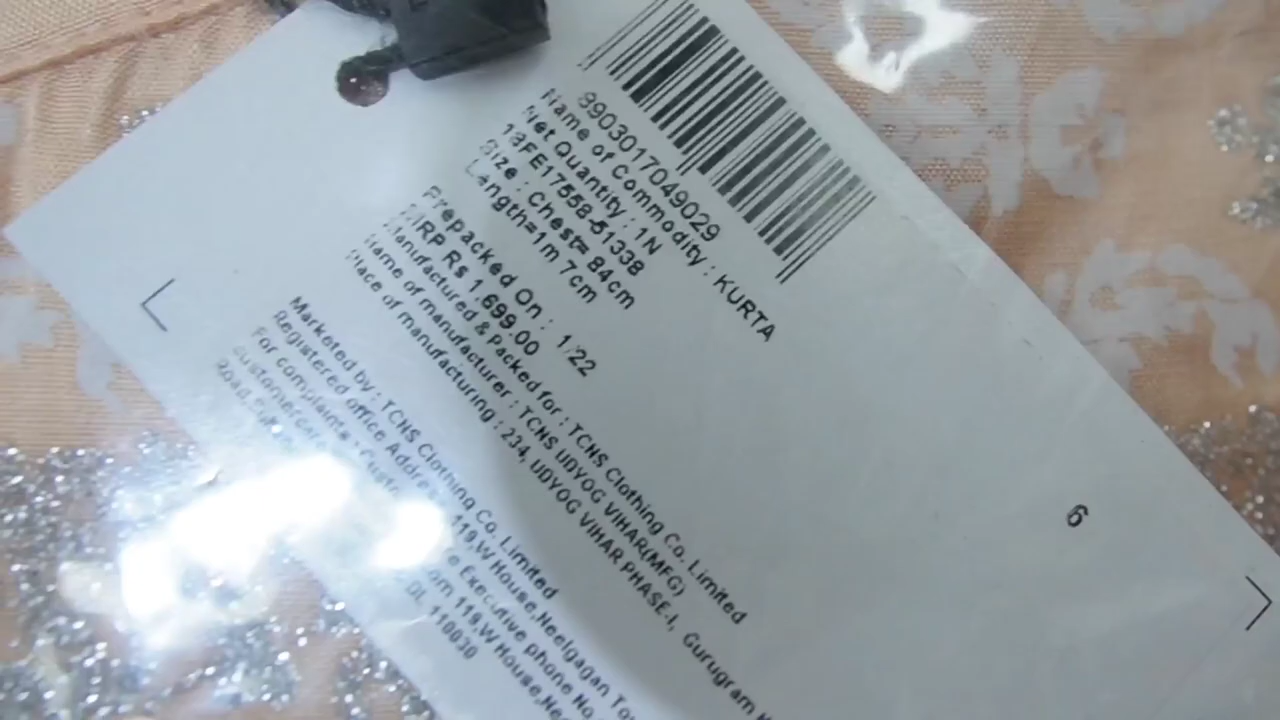 8903017049029
Name of Commodity : KURTA
Net Quantity : 1N
18FE17558-51338
Size : Chest= 84cm
Length=1m 7cm
Prepacked On : 1/22
MRP Rs 1,699.00
Manufactured & Packed for : TCNS Clothing Co. Limited
Name of manufacturer : TCNS UDYOG VIHAR(MFG)
Place of manufacturing : 234, UDYOG VIHAR PHASE-I, Gurugram
Marketed by : TCNS Clothing Co. Limited
Registered office Address 119,W House,Neelgagan
For complaints - Executive phone No
119,W House
Road DL 110030
6